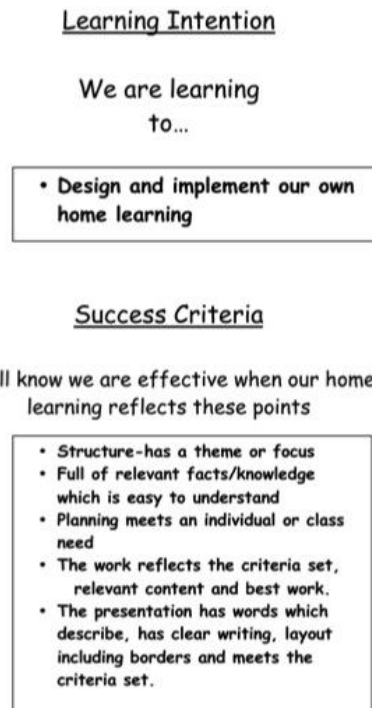 Learning Intention
We are learning
to...
• Design and implement our own
home learning
Success Criteria
ll know we are effective when our home
learning reflects these points
• Structure-has a theme or focus
• Full of relevant facts/knowledge
which is easy to understand
• Planning meets an individual or class
need
• The work reflects the criteria set,
relevant content and best work.
• The presentation has words which
describe, has clear writing, layout
including borders and meets the
criteria set.